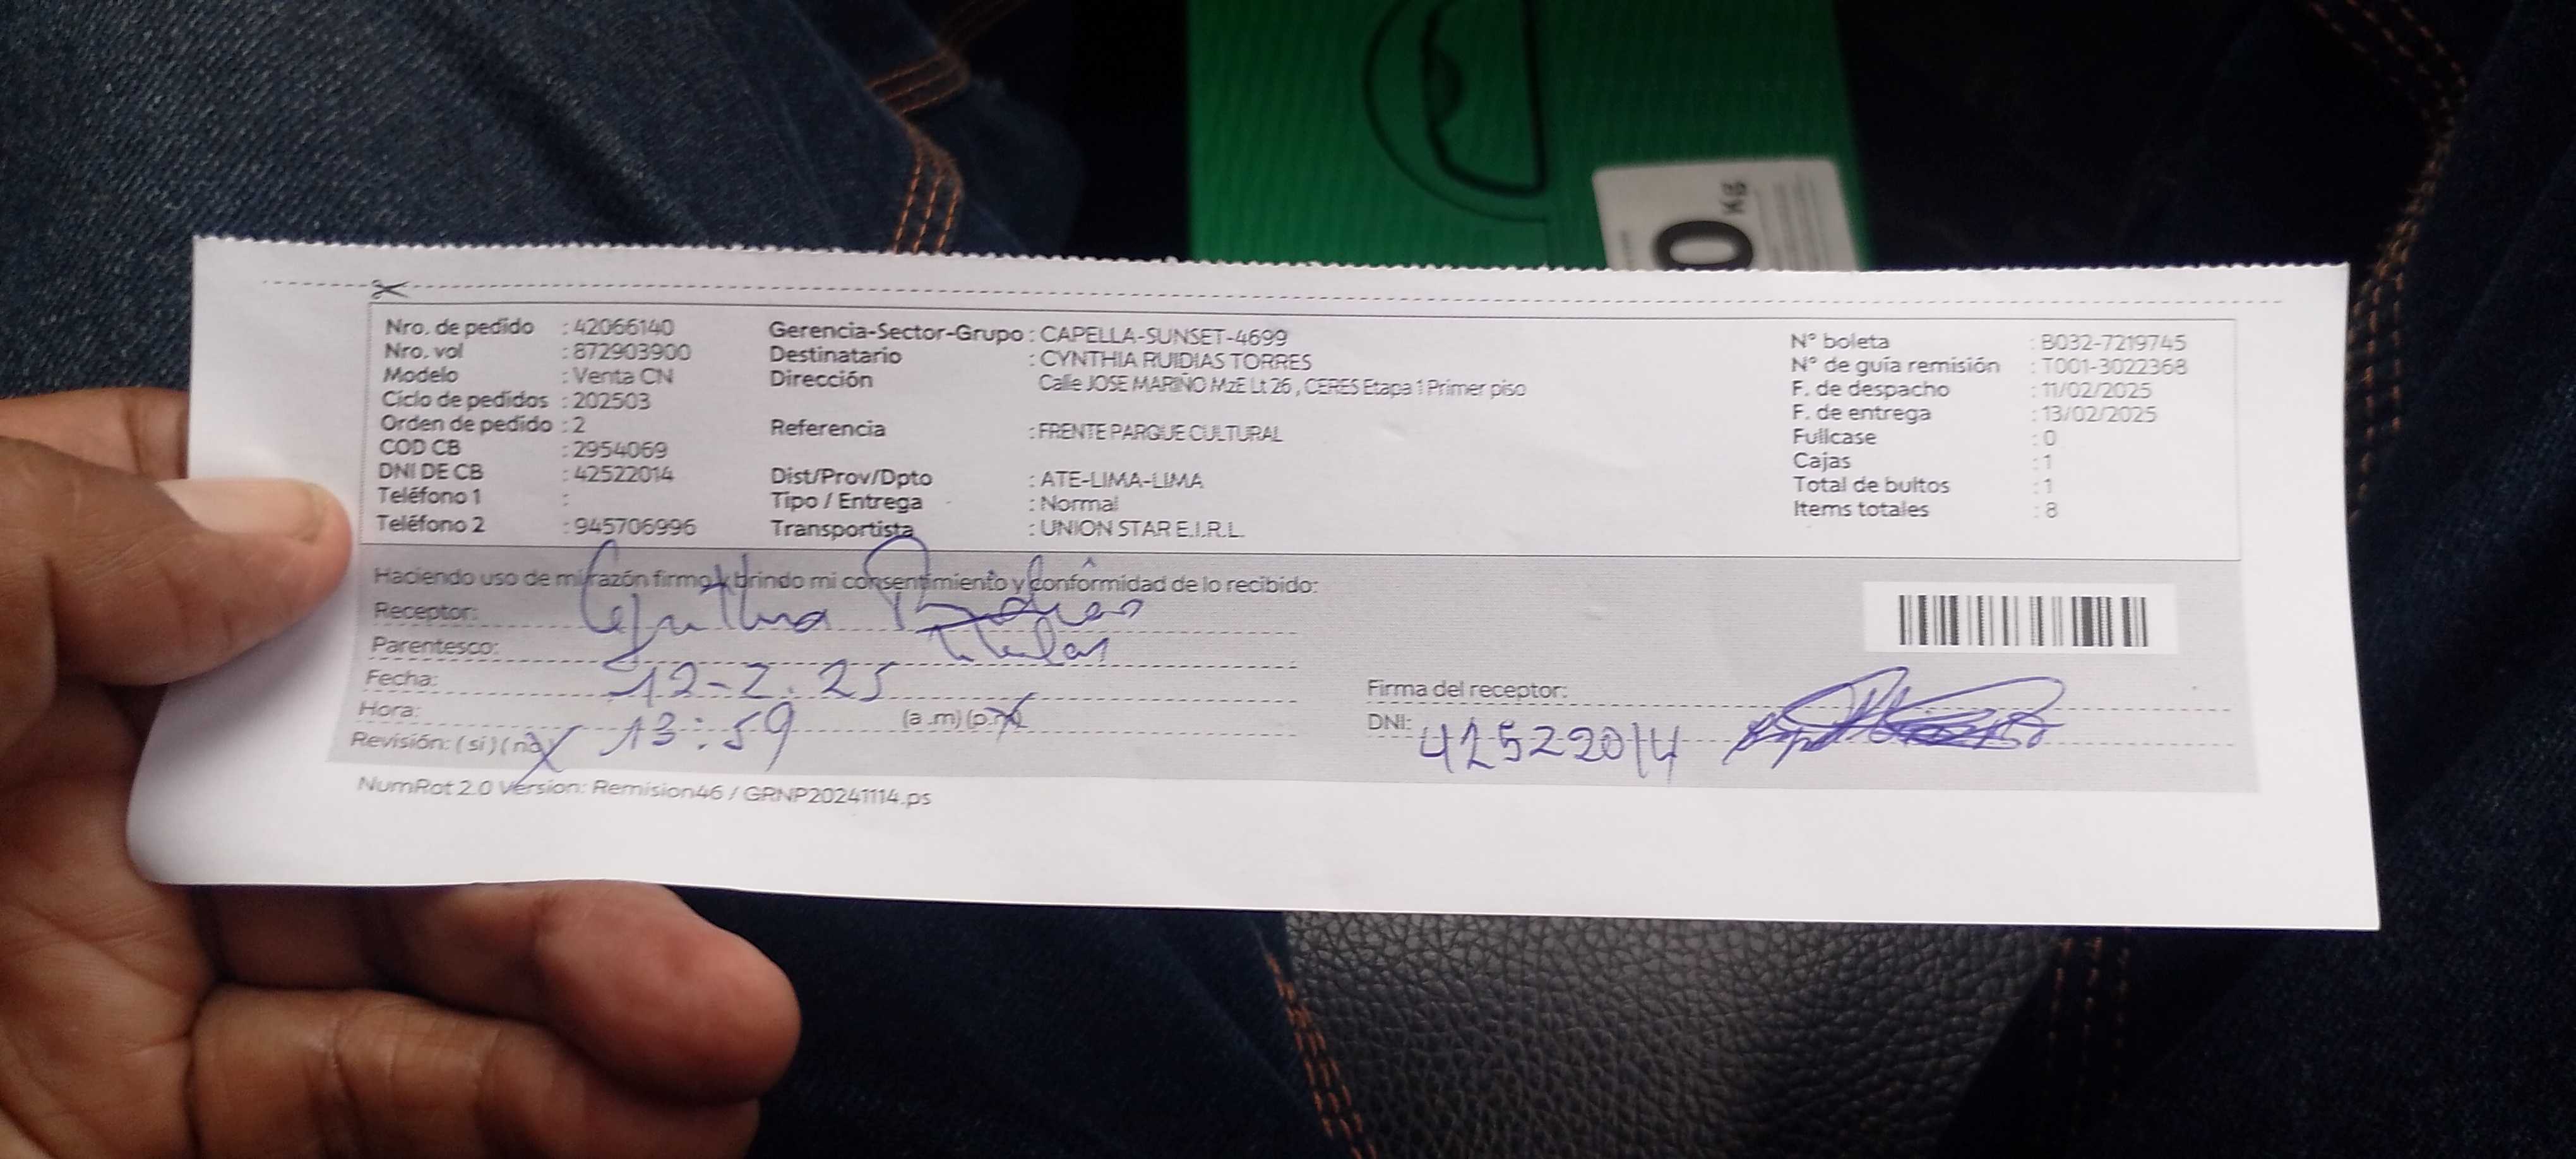 0 Kg
Nro. de pedido : 42066140
Nro. vol : 872903900
Modelo : Venta CN
Ciclo de pedidos : 202503
Orden de pedido : 2
COD CB : 2954069
DNI DE CB : 42522014
Teléfono 1 :
Teléfono 2 : 945706996
Gerencia-Sector-Grupo : CAPELLA-SUNSET-4699
Destinatario : CYNTHIA RUIDIAS TORRES
Dirección Calle JOSE MARIÑO MzE Lt 26 , CERES Etapa 1 Primer piso
Referencia : FRENTE PARQUE CULTURAL
Dist/Prov/Dpto : ATE-LIMA-LIMA
Tipo / Entrega : Normal
Transportista : UNION STAR E.I.R.L.
N° boleta : B032-7219745
N° de guía remisión : T001-3022368
F. de despacho : 11/02/2025
F. de entrega : 13/02/2025
Fullcase : 0
Cajas : 1
Total de bultos : 1
Items totales : 8
Haciendo uso de mi razón firmo y brindo mi consentimiento y conformidad de lo recibido:
Receptor: Cynthia Ruidias
Parentesco: titular
Fecha: 12-2.25
Hora: 13:59 (a .m) (p.m)
Revisión: ( si ) ( no )
Firma del receptor:
DNI: 42522014
NumRot 2.0 Version: Remision46 / GRNP20241114.ps